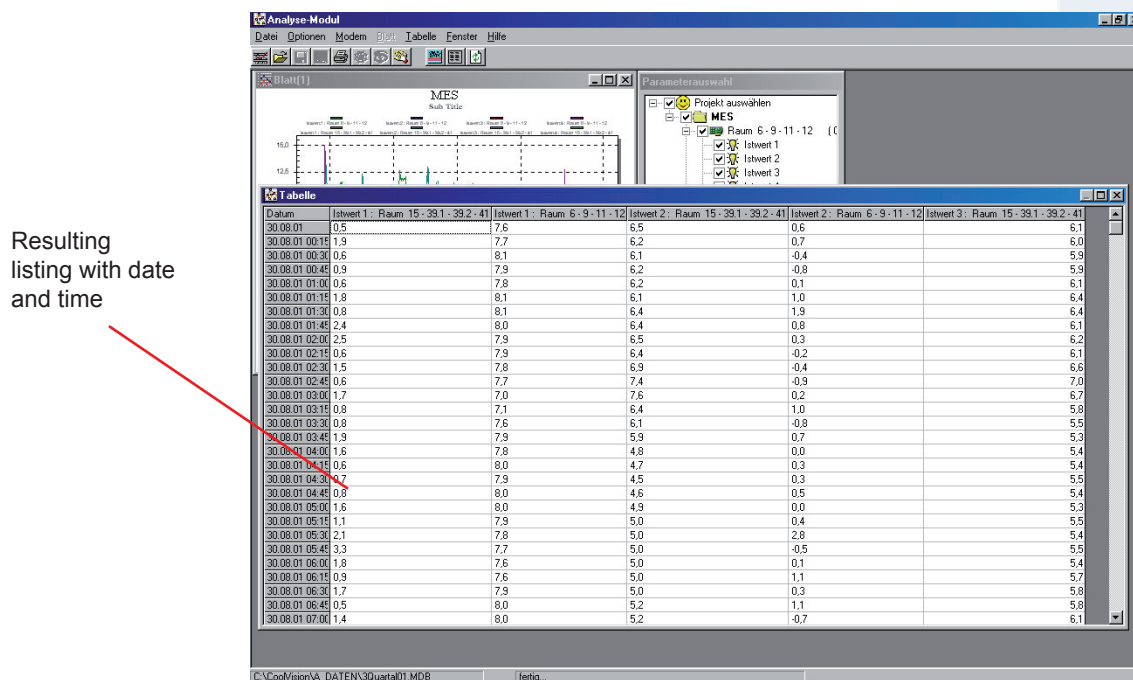 Analyse-Modul
Datei Optionen Modem Blatt Tabelle Fenster Hilfe
Blatt[1]
MES
Sub Title
15,0
12,5
Parameterauswahl
Projekt auswählen
MES
Raum 6 - 9 - 11 - 12
Istwert 1
Istwert 2
Istwert 3
Resulting
listing with date
and time
Tabelle
Datum Istwert 1 : Raum 15 - 39.1 - 39.2 - 41 Istwert 1 : Raum 6 - 9 - 11 - 12 Istwert 2 : Raum 15 - 39.1 - 39.2 - 41 Istwert 2 : Raum 6 - 9 - 11 - 12 Istwert 3 : Raum 15 - 39.1 - 39.2 - 41
30.08.01 0,5 7,6 6,5 0,6 6,1
30.08.01 00:15 1,9 7,7 6,2 0,7 6,0
30.08.01 00:30 0,6 8,1 6,1 -0,4 5,9
30.08.01 00:45 0,9 7,9 6,2 -0,8 5,9
30.08.01 01:00 0,6 7,8 6,2 0,1 6,1
30.08.01 01:15 1,8 8,1 6,1 1,0 6,4
30.08.01 01:30 0,8 8,1 6,4 1,9 6,4
30.08.01 01:45 2,4 8,0 6,4 0,8 6,1
30.08.01 02:00 2,5 7,9 6,5 0,3 6,2
30.08.01 02:15 0,6 7,9 6,4 -0,2 6,1
30.08.01 02:30 1,5 7,8 6,9 -0,4 6,6
30.08.01 02:45 0,6 7,7 7,4 -0,9 7,0
30.08.01 03:00 1,7 7,0 7,6 0,2 6,7
30.08.01 03:15 0,8 7,1 6,4 1,0 5,8
30.08.01 03:30 0,8 7,6 6,1 -0,8 5,5
30.08.01 03:45 1,9 7,9 5,9 0,7 5,3
30.08.01 04:00 1,6 7,8 4,8 0,0 5,4
30.08.01 04:15 0,6 8,0 4,7 0,3 5,4
30.08.01 04:30 0,7 7,9 4,5 0,3 5,5
30.08.01 04:45 0,8 8,0 4,6 0,5 5,4
30.08.01 05:00 1,6 8,0 4,9 0,0 5,3
30.08.01 05:15 1,1 7,9 5,0 0,4 5,5
30.08.01 05:30 2,1 7,8 5,0 2,8 5,4
30.08.01 05:45 3,3 7,7 5,0 -0,5 5,5
30.08.01 06:00 1,8 7,6 5,0 0,1 5,4
30.08.01 06:15 0,9 7,6 5,0 1,1 5,7
30.08.01 06:30 1,7 7,9 5,0 0,3 5,8
30.08.01 06:45 0,5 8,0 5,2 1,1 5,8
30.08.01 07:00 1,4 8,0 5,2 -0,7 6,1
C:\CoolVision\A_DATEN\3Quartal01.MDB fertig...